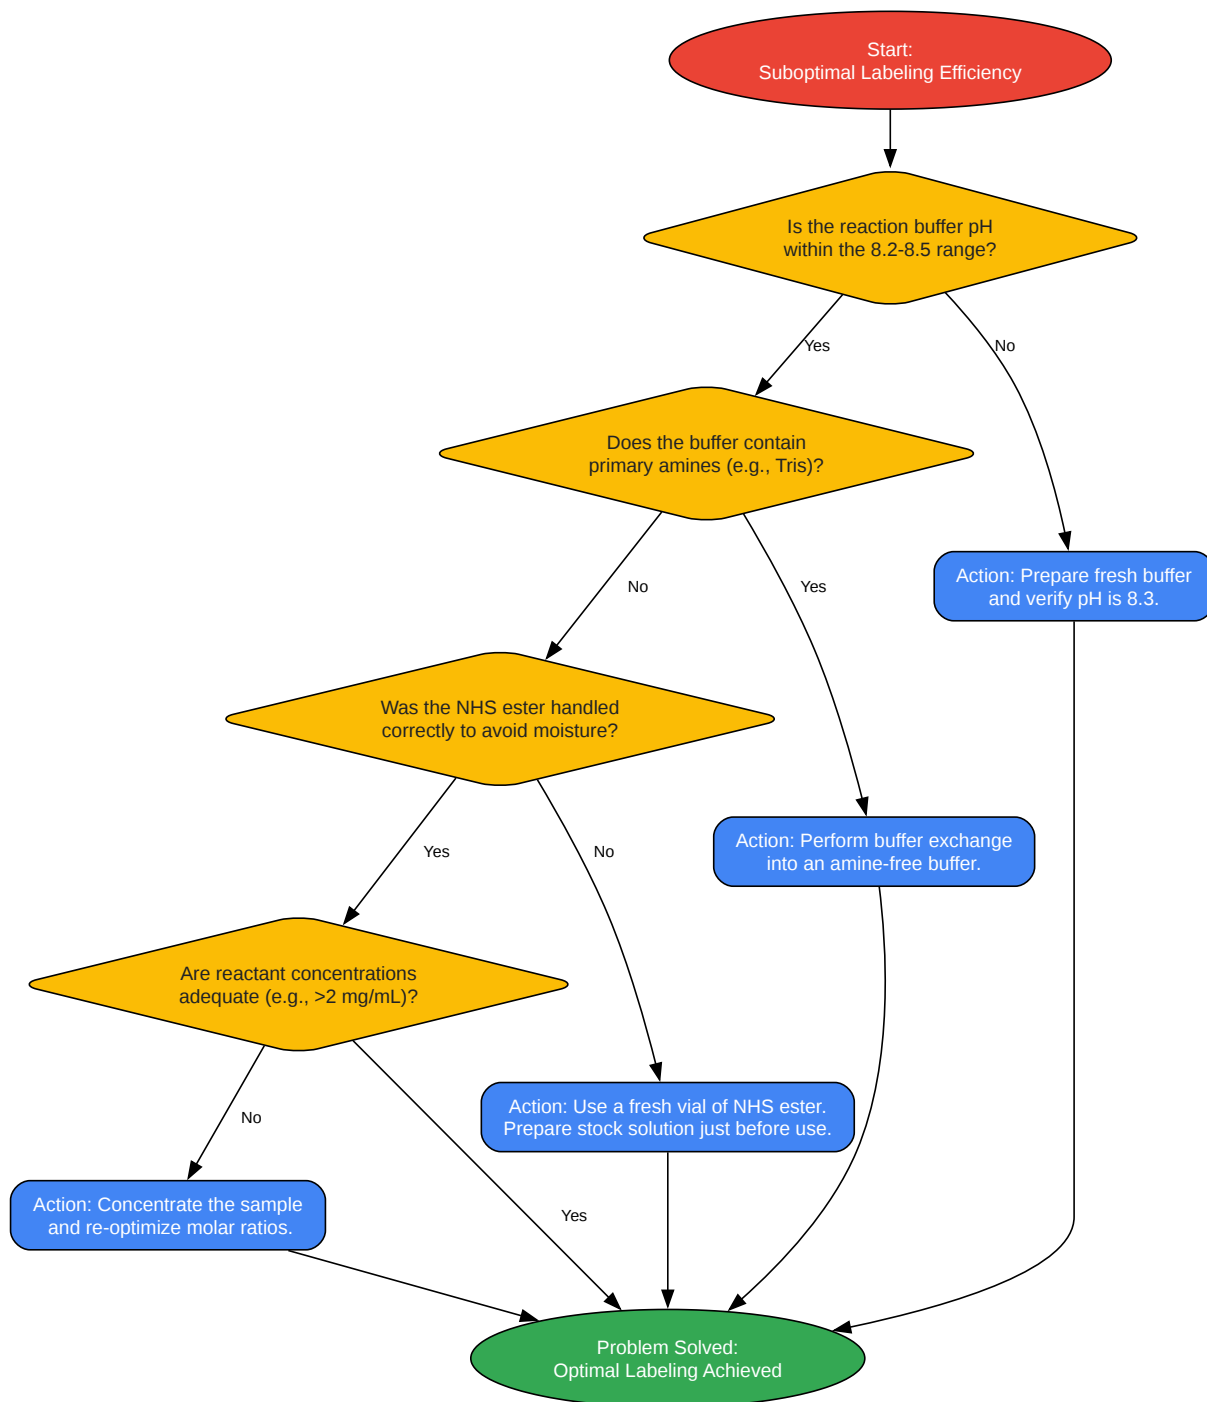 Start:
Suboptimal Labeling Efficiency
Is the reaction buffer pH
within the 8.2-8.5 range?
Yes
No
Does the buffer contain
primary amines (e.g., Tris)?
Action: Prepare fresh buffer
and verify pH is 8.3.
No
Yes
Was the NHS ester handled
correctly to avoid moisture?
Action: Perform buffer exchange
into an amine-free buffer.
Yes
No
Are reactant concentrations
adequate (e.g., >2 mg/mL)?
Action: Use a fresh vial of NHS ester.
Prepare stock solution just before use.
No
Yes
Action: Concentrate the sample
and re-optimize molar ratios.
Problem Solved:
Optimal Labeling Achieved